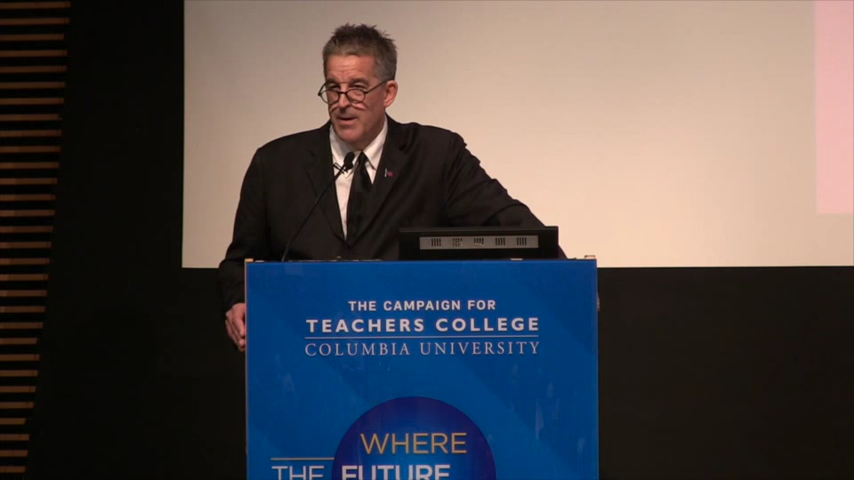 THE CAMPAIGN FOR
TEACHERS COLLEGE
COLUMBIA UNIVERSITY
WHERE
THE FUTURE